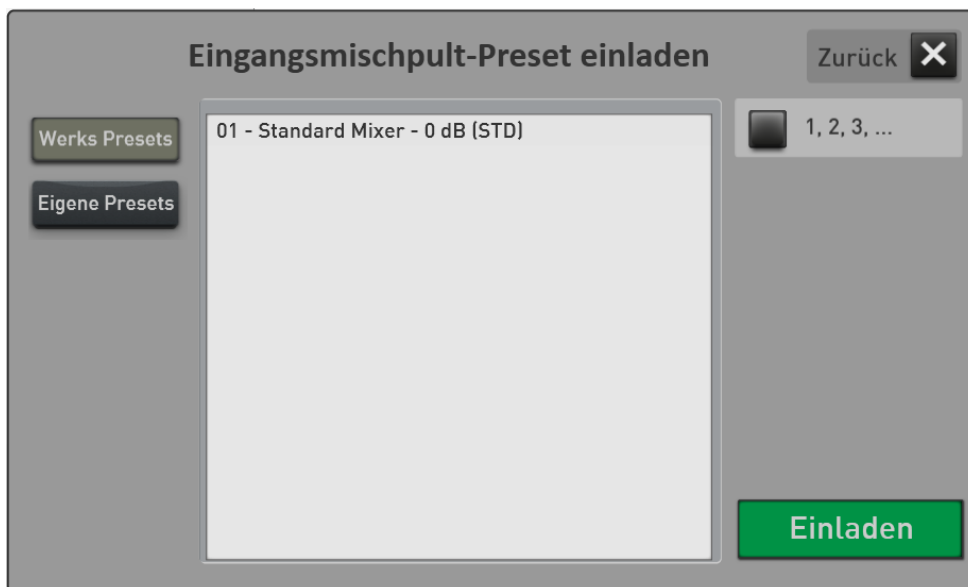 Eingangsmischpult-Preset einladen
Zurück
Werks Presets
Eigene Presets
01 - Standard Mixer - 0 dB (STD)
1, 2, 3, ...
Einladen